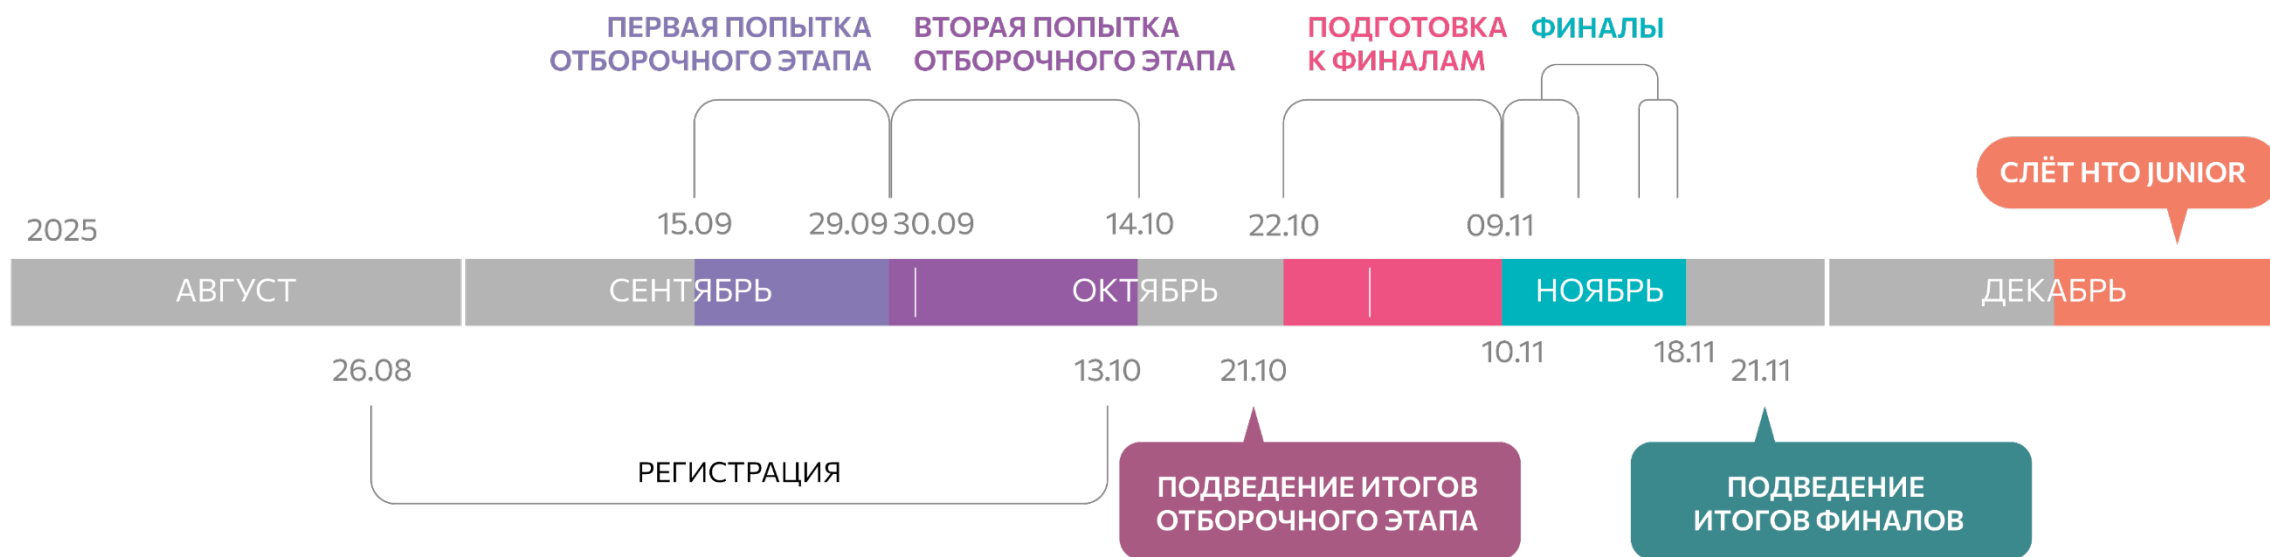 ПЕРВАЯ ПОПЫТКА
ОТБОРОЧНОГО ЭТАПА
ВТОРАЯ ПОПЫТКА
ОТБОРОЧНОГО ЭТАПА
ПОДГОТОВКА
К ФИНАЛАМ
ФИНАЛЫ
СЛЁТ НТО JUNIOR
2025
15.09
29.09
30.09
14.10
22.10
09.11
АВГУСТ
СЕНТЯБРЬ
ОКТЯБРЬ
НОЯБРЬ
ДЕКАБРЬ
26.08
13.10
21.10
10.11
18.11
21.11
РЕГИСТРАЦИЯ
ПОДВЕДЕНИЕ ИТОГОВ
ОТБОРОЧНОГО ЭТАПА
ПОДВЕДЕНИЕ
ИТОГОВ ФИНАЛОВ